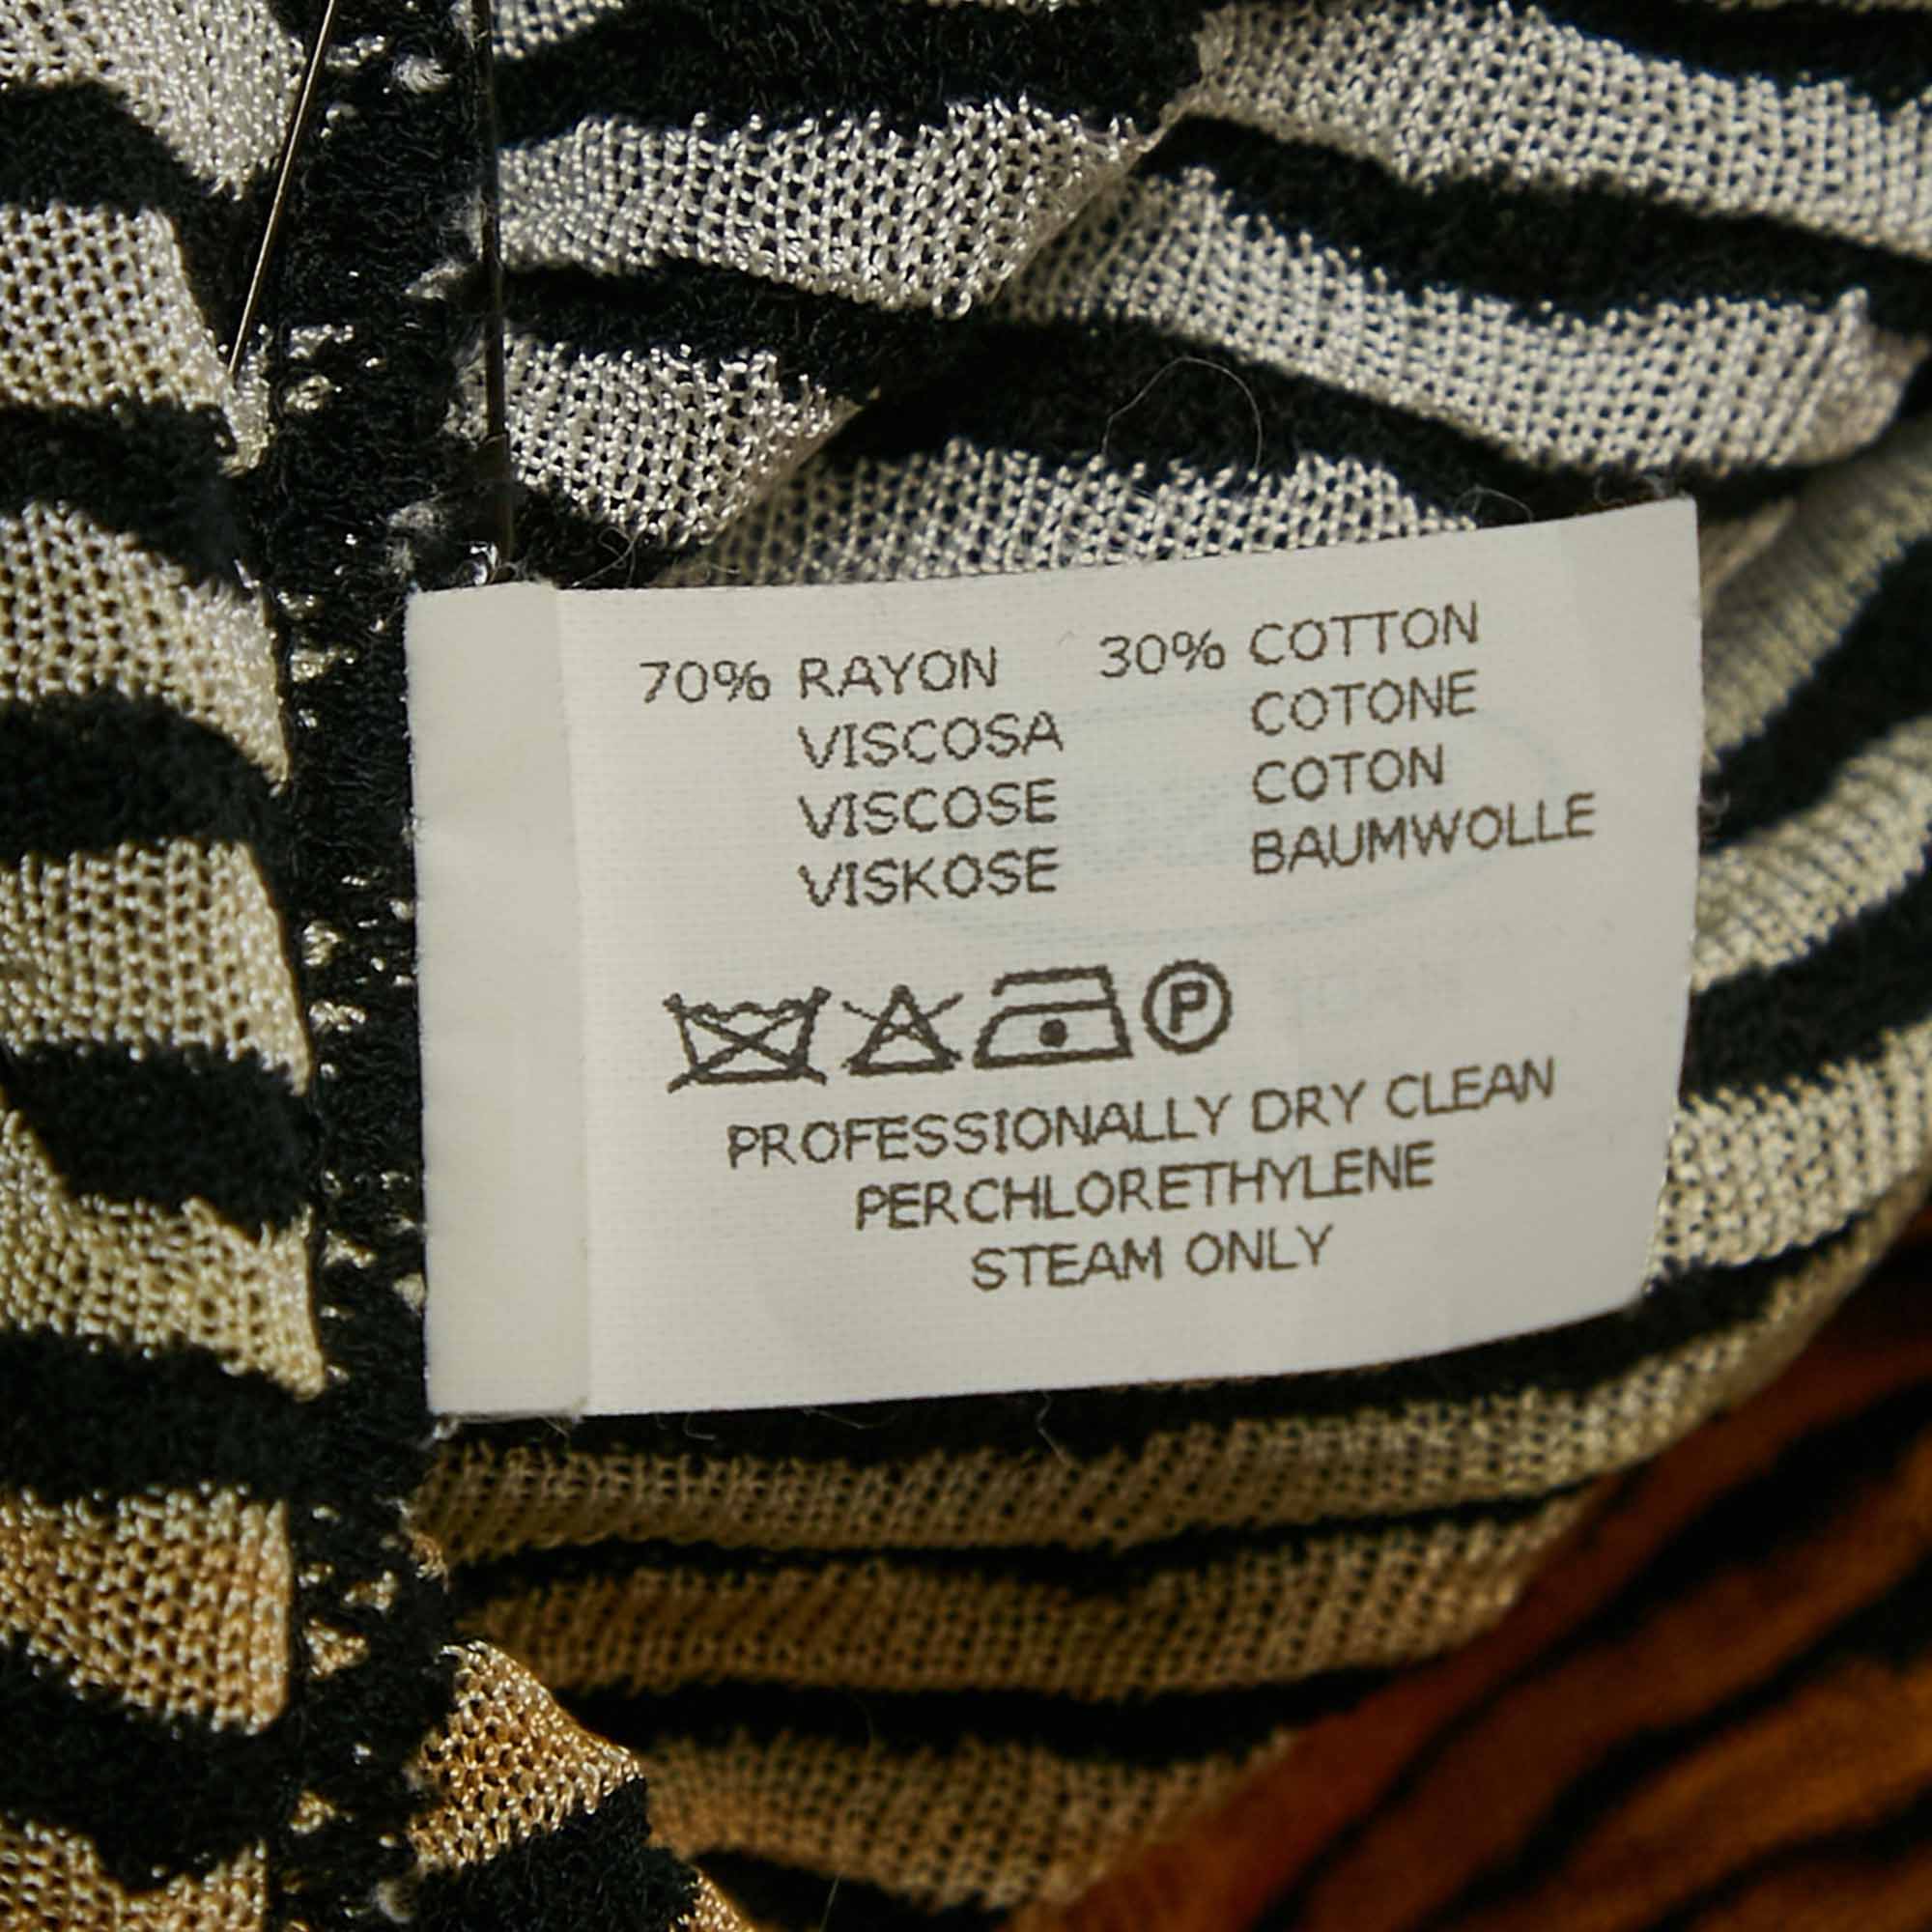 70% RAYON 30% COTTON
VISCOSA COTONE
VISCOSE COTON
VISKOSE BAUMWOLLE
P
PROFESSIONALLY DRY CLEAN
PERCHLORETHYLENE
STEAM ONLY